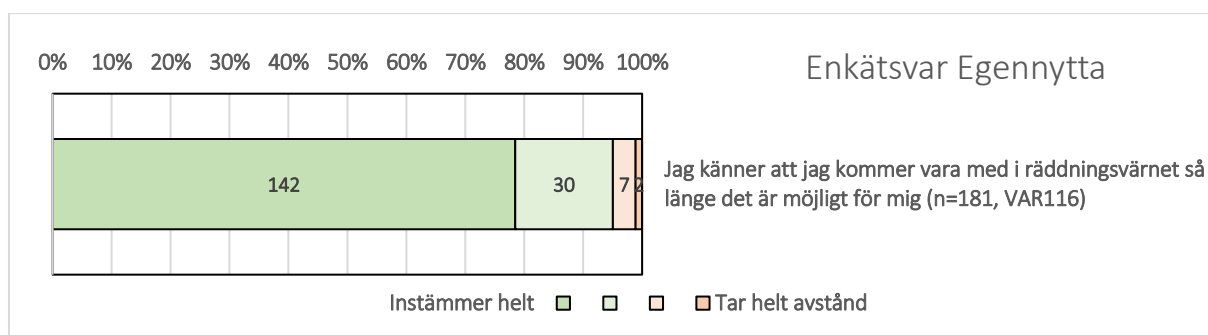 Enkätsvar Egennytta
0% 10% 20% 30% 40% 50% 60% 70% 80% 90% 100%
142 30 7 2
Jag känner att jag kommer vara med i räddningsvärnet så
länge det är möjligt för mig (n=181, VAR116)
Instämmer helt Tar helt avstånd